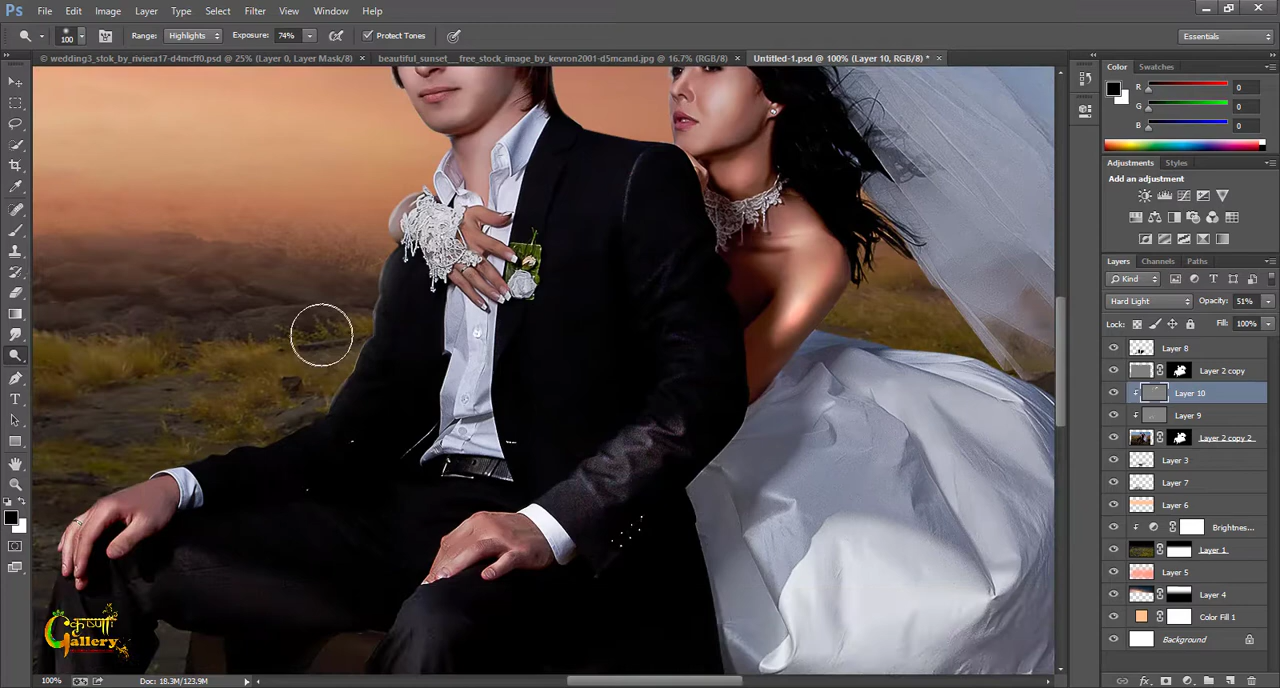 Ps File Edit Image Layer Type Select Filter View Window Help
100 Range: Highlights Exposure: 74% Protect Tones Essentials
© wedding3_stok_by_riviera17-d4mcff0.psd @ 25% (Layer 0, Layer Mask/8) × beautiful_sunset__free_stock_image_by_kevron2001-d5mcand.jpg @ 16.7% (RGB/8) × Untitled-1.psd @ 100% (Layer 10, RGB/8) * ×
Color Swatches
R 0
G 0
B 0
Adjustments Styles
Add an adjustment
Layers Channels Paths
Kind
Hard Light Opacity: 51%
Lock: Fill: 100%
Layer 8
Layer 2 copy
Layer 10
Layer 9
Layer 2 copy 2
Layer 3
Layer 7
Layer 6
Brightnes...
Layer 1
Layer 5
Layer 4
Color Fill 1
Background
कृष्णा
Gallery
100% Doc: 18.3M/123.9M